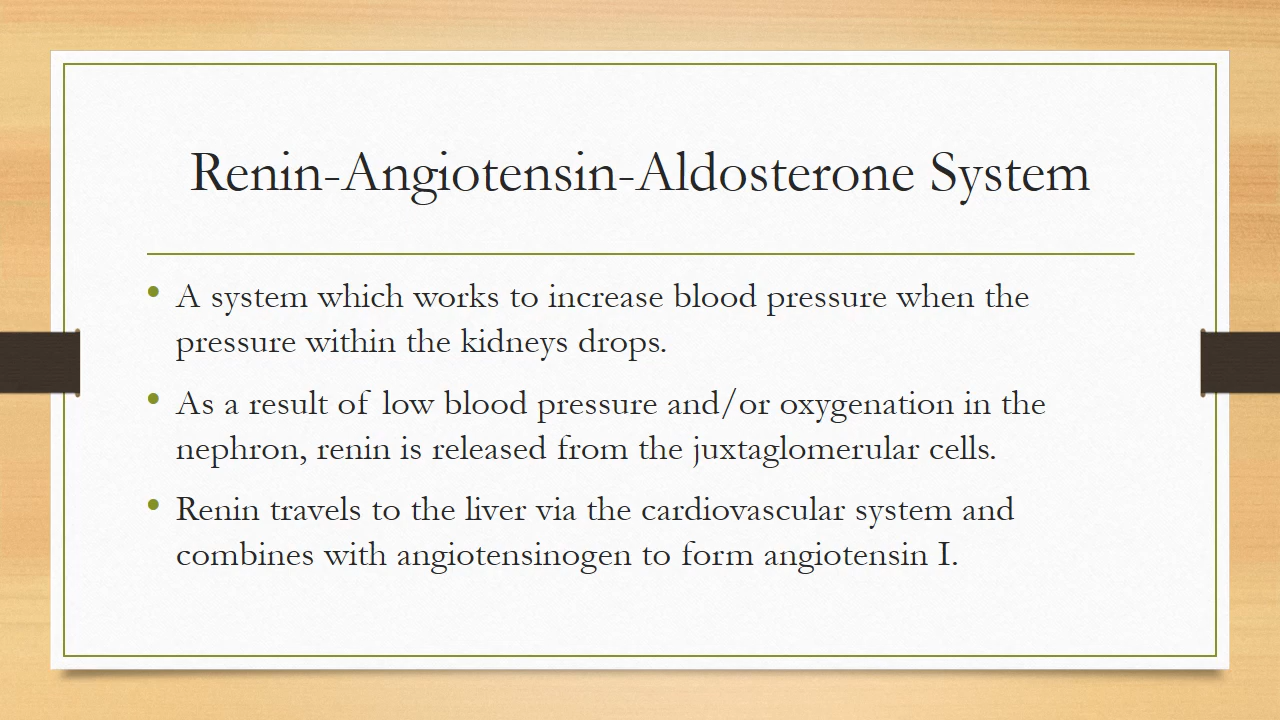 Renin-Angiotensin-Aldosterone System
• A system which works to increase blood pressure when the
pressure within the kidneys drops.
• As a result of low blood pressure and/or oxygenation in the
nephron, renin is released from the juxtaglomerular cells.
• Renin travels to the liver via the cardiovascular system and
combines with angiotensinogen to form angiotensin I.